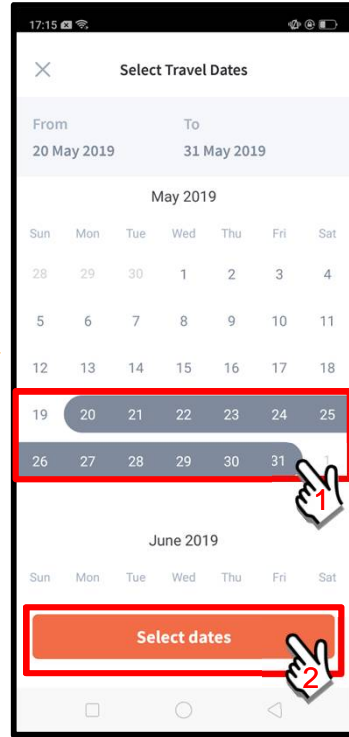 17:15
Select Travel Dates
From To
20 May 2019 31 May 2019
May 2019
Sun Mon Tue Wed Thu Fri Sat
28 29 30 1 2 3 4
5 6 7 8 9 10 11
12 13 14 15 16 17 18
19 20 21 22 23 24 25
26 27 28 29 30 31 1
1
June 2019
Sun Mon Tue Wed Thu Fri Sat
Select dates
2